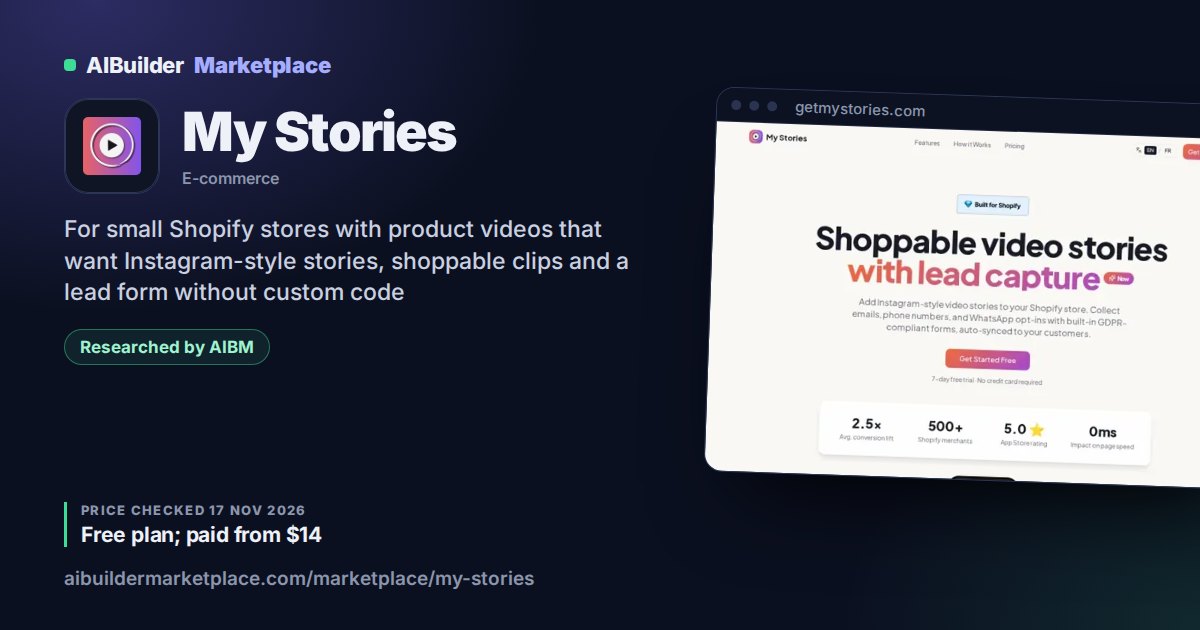 AIBuilder Marketplace
My Stories
E-commerce
For small Shopify stores with product videos that
want Instagram-style stories, shoppable clips and a
lead form without custom code
Researched by AIBM
PRICE CHECKED 17 NOV 2026
Free plan; paid from $14
aibuildermarketplace.com/marketplace/my-stories
getmystories.com
My Stories
Features How it Works Pricing
EN FR Get
Built for Shopify
Shoppable video stories
with lead capture New
Add Instagram-style video stories to your Shopify store. Collect
emails, phone numbers, and WhatsApp opt-ins with built-in GDPR-
compliant forms, auto-synced to your customers.
Get Started Free
7-day free trial · No credit card required
2.5× 500+ 5.0 0ms
Avg. conversion lift Shopify merchants App Store rating Impact on page speed